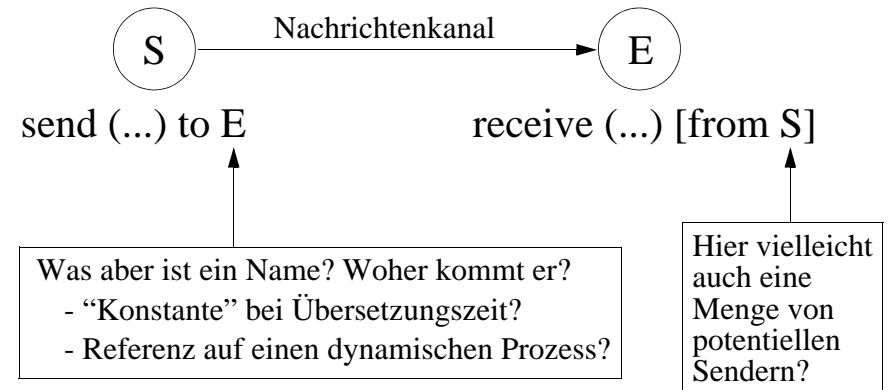 Nachrichtenkanal
S
E
send (...) to E
receive (...) [from S]
Was aber ist ein Name? Woher kommt er?
- “Konstante” bei Übersetzungszeit?
- Referenz auf einen dynamischen Prozess?
Hier vielleicht
auch eine
Menge von
potentiellen
Sendern?